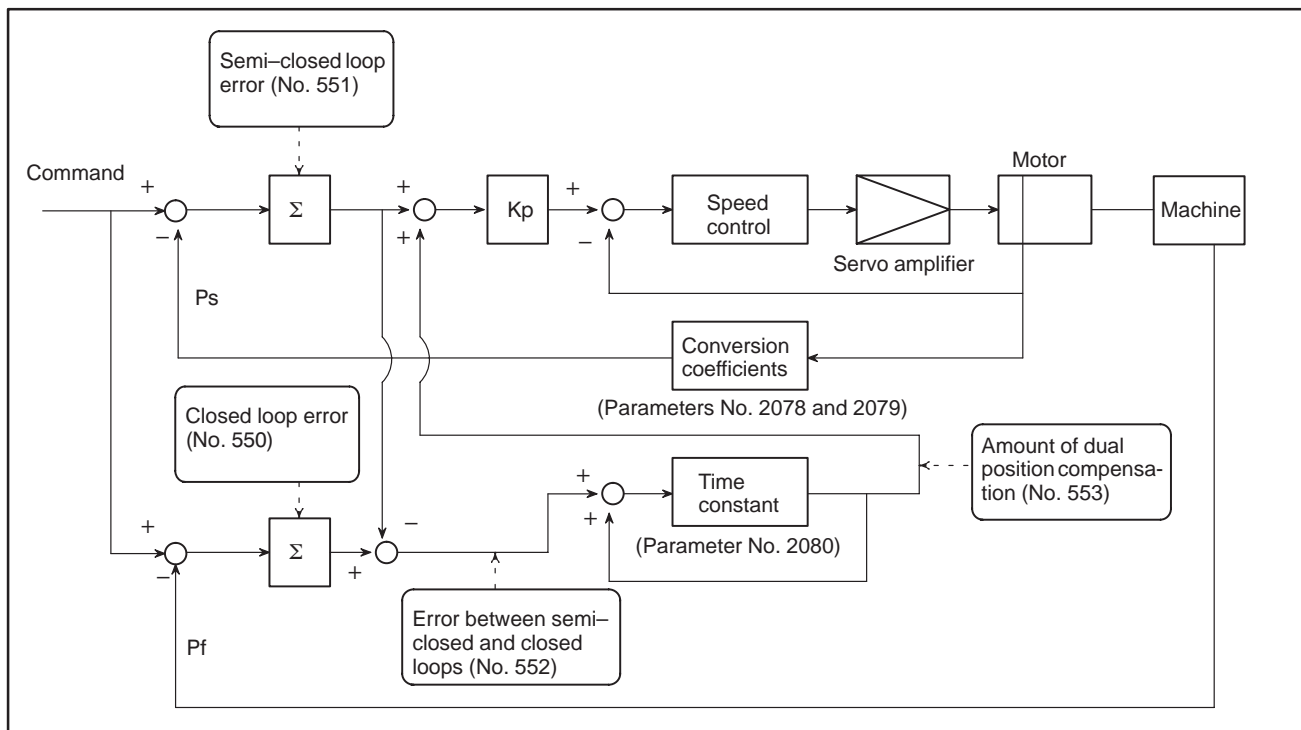 Semi–closed loop
error (No. 551)
Command
Motor
+
−
Σ
+
+
Kp
+
−
Speed
control
Servo amplifier
Machine
Ps
Conversion
coefficients
(Parameters No. 2078 and 2079)
Closed loop error
(No. 550)
Amount of dual
position compensa-
tion (No. 553)
+
−
Σ
+
−
+
+
Time
constant
(Parameter No. 2080)
Error between semi–
closed and closed
loops (No. 552)
Pf